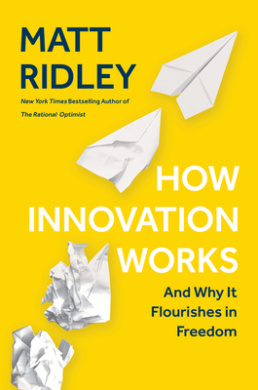 MATT
RIDLEY
New York Times Bestselling Author of
The Rational Optimist
HOW
INNOVATION
WORKS
And Why It
Flourishes in
Freedom